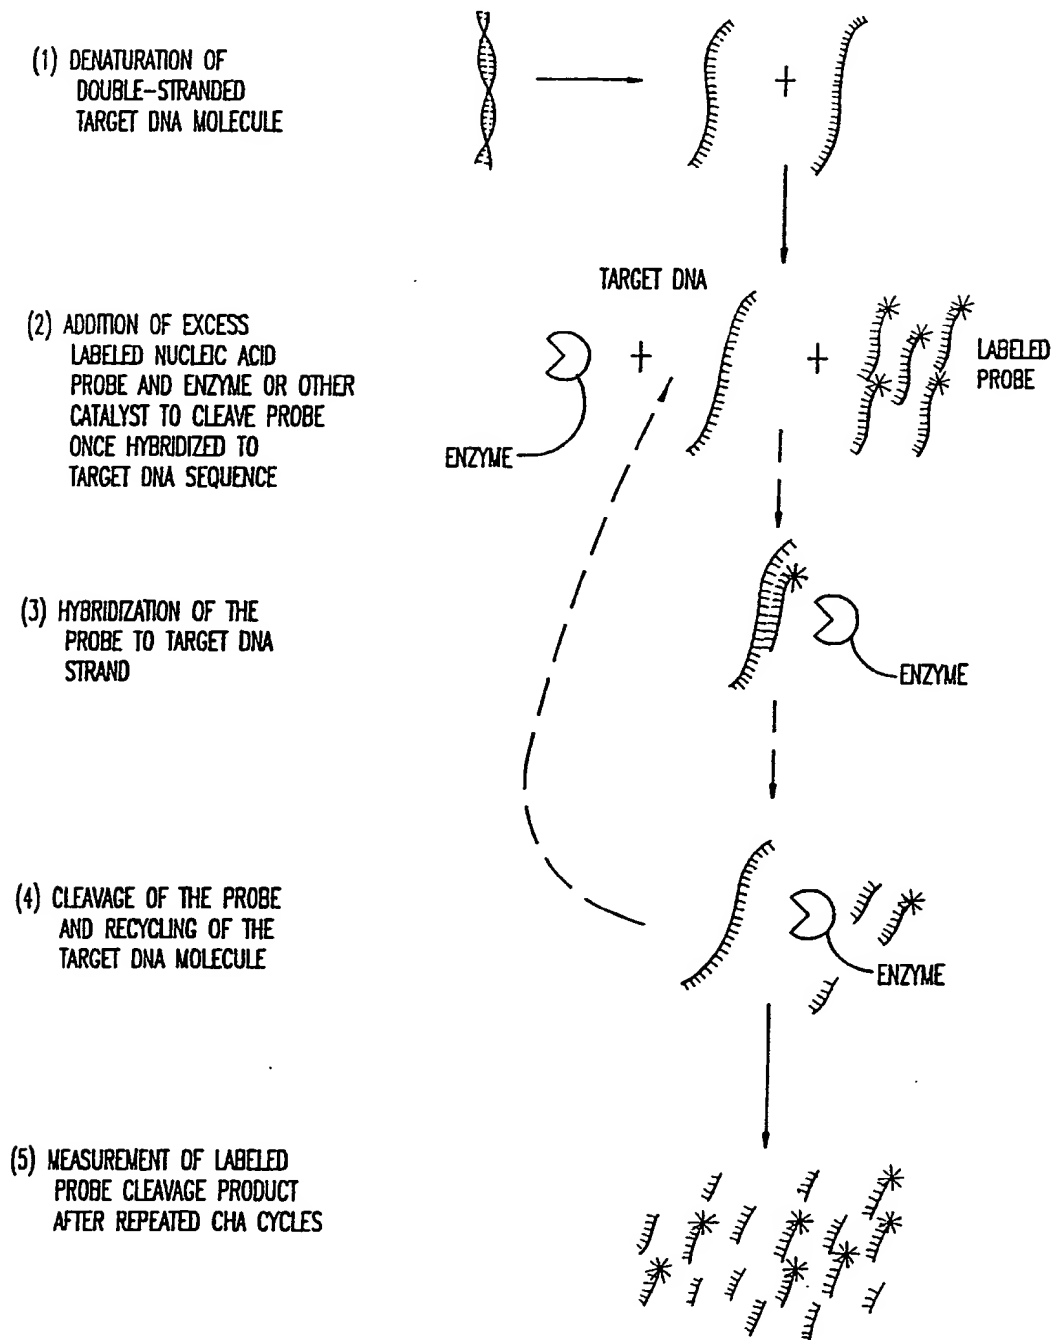 (1) DENATURATION OF
DOUBLE-STRANDED
TARGET DNA MOLECULE
+
TARGET DNA
(2) ADDITION OF EXCESS
LABELED NUCLEIC ACID
PROBE AND ENZYME OR OTHER
CATALYST TO CLEAVE PROBE
ONCE HYBRIDIZED TO
TARGET DNA SEQUENCE
+
+
LABELED
PROBE
ENZYME
(3) HYBRIDIZATION OF THE
PROBE TO TARGET DNA
STRAND
ENZYME
(4) CLEAVAGE OF THE PROBE
AND RECYCLING OF THE
TARGET DNA MOLECULE
ENZYME
(5) MEASUREMENT OF LABELED
PROBE CLEAVAGE PRODUCT
AFTER REPEATED CHA CYCLES